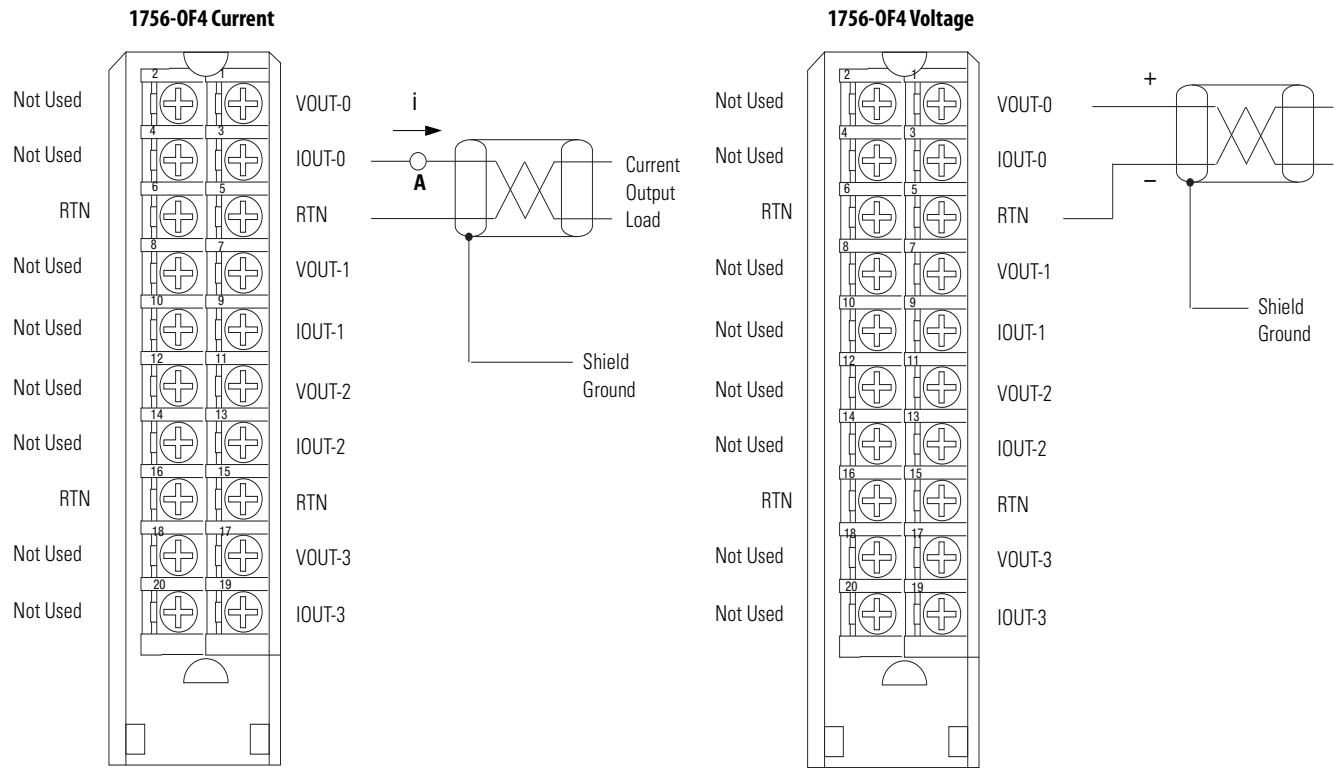 1756-OF4 Current
Not Used
2
1
VOUT-0
Not Used
4
3
IOUT-0
RTN
6
5
RTN
Not Used
8
7
VOUT-1
Not Used
10
9
IOUT-1
Not Used
12
11
VOUT-2
Not Used
14
13
IOUT-2
RTN
16
15
RTN
Not Used
18
17
VOUT-3
Not Used
20
19
IOUT-3
i
A
Current
Output
Load
Shield
Ground
1756-OF4 Voltage
Not Used
2
1
VOUT-0
Not Used
4
3
IOUT-0
RTN
6
5
RTN
Not Used
8
7
VOUT-1
Not Used
10
9
IOUT-1
Not Used
12
11
VOUT-2
Not Used
14
13
IOUT-2
RTN
16
15
RTN
Not Used
18
17
VOUT-3
Not Used
20
19
IOUT-3
+
–
Shield
Ground